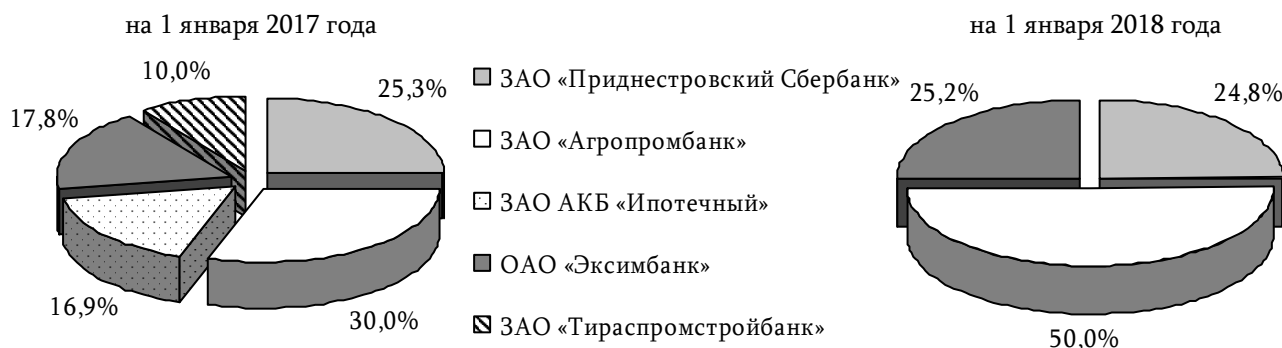 на 1 января 2017 года
10,0%
25,3%
17,8%
16,9%
30,0%
ЗАО «Приднестровский Сбербанк»
ЗАО «Агропромбанк»
ЗАО АКБ «Ипотечный»
ОАО «Эксимбанк»
ЗАО «Тираспромстройбанк»
на 1 января 2018 года
25,2%
24,8%
50,0%